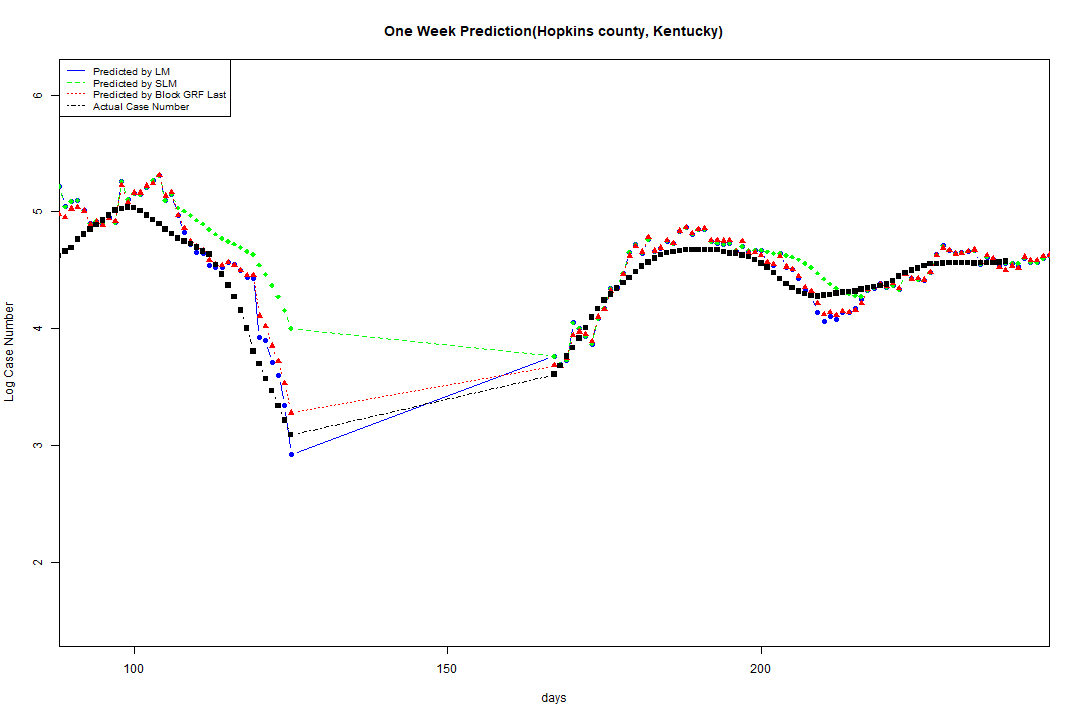 One Week Prediction(Hopkins county, Kentucky)
Predicted by LM
Predicted by SLM
Predicted by Block GRF Last
Actual Case Number
6
5
4
3
2
Log Case Number
100
150
200
days